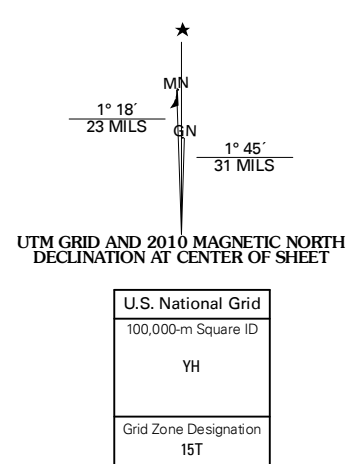 MN
1° 18´
23 MILS
GN
1° 45´
31 MILS
UTM GRID AND 2010 MAGNETIC NORTH
DECLINATION AT CENTER OF SHEET
U.S. National Grid
100,000-m Square ID
YH
Grid Zone Designation
15T